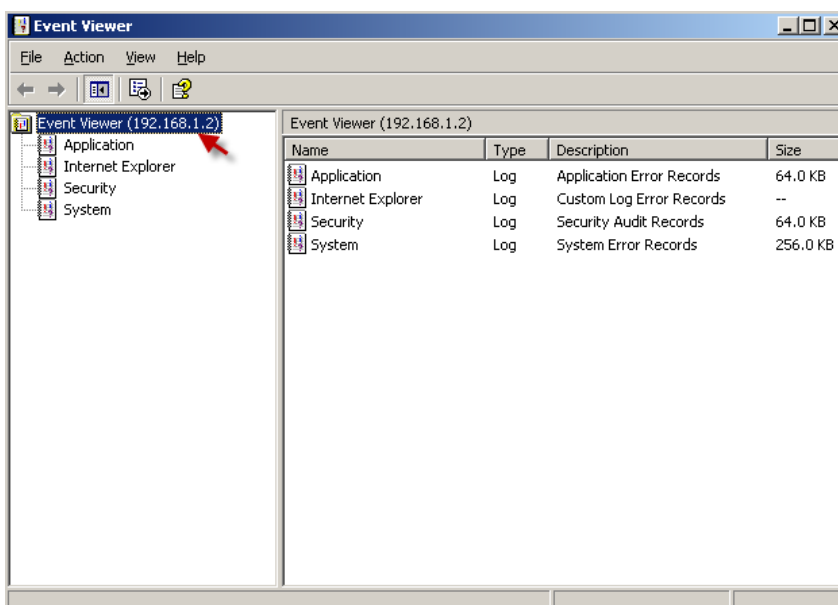 Event Viewer
File Action View Help
Event Viewer (192.168.1.2)
Application
Internet Explorer
Security
System
Event Viewer (192.168.1.2)
Name Type Description Size
Application Log Application Error Records 64.0 KB
Internet Explorer Log Custom Log Error Records --
Security Log Security Audit Records 64.0 KB
System Log System Error Records 256.0 KB